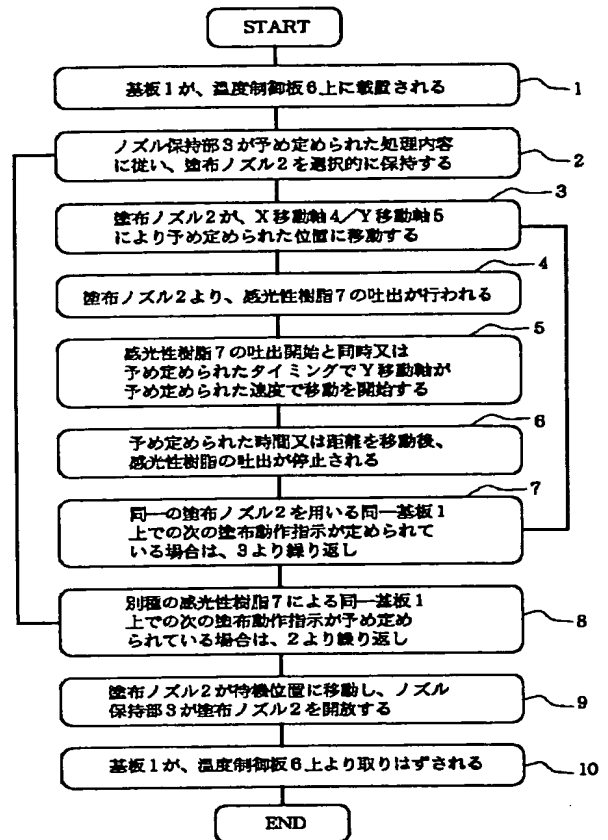 START
基板1が、温度制御板6上に載置される
1
ノズル保持部3が予め定められた処理内容
に従い、塗布ノズル2を選択的に保持する
2
3
塗布ノズル2が、X移動軸4／Y移動軸5
により予め定められた位置に移動する
4
塗布ノズル2より、感光性樹脂7の吐出が行われる
5
感光性樹脂7の吐出開始と同時又は
予め定められたタイミングでY移動軸が
予め定められた速度で移動を開始する
6
予め定められた時間又は距離を移動後、
感光性樹脂の吐出が停止される
7
同一の塗布ノズル2を用いる同一基板1
上での次の塗布動作指示が定められて
いる場合は、3より繰り返し
別種の感光性樹脂7による同一基板1
上での次の塗布動作指示が予め定め
られている場合は、2より繰り返し
8
塗布ノズル2が待機位置に移動し、ノズル
保持部3が塗布ノズル2を開放する
9
基板1が、温度制御板6上より取りはずされる
10
END